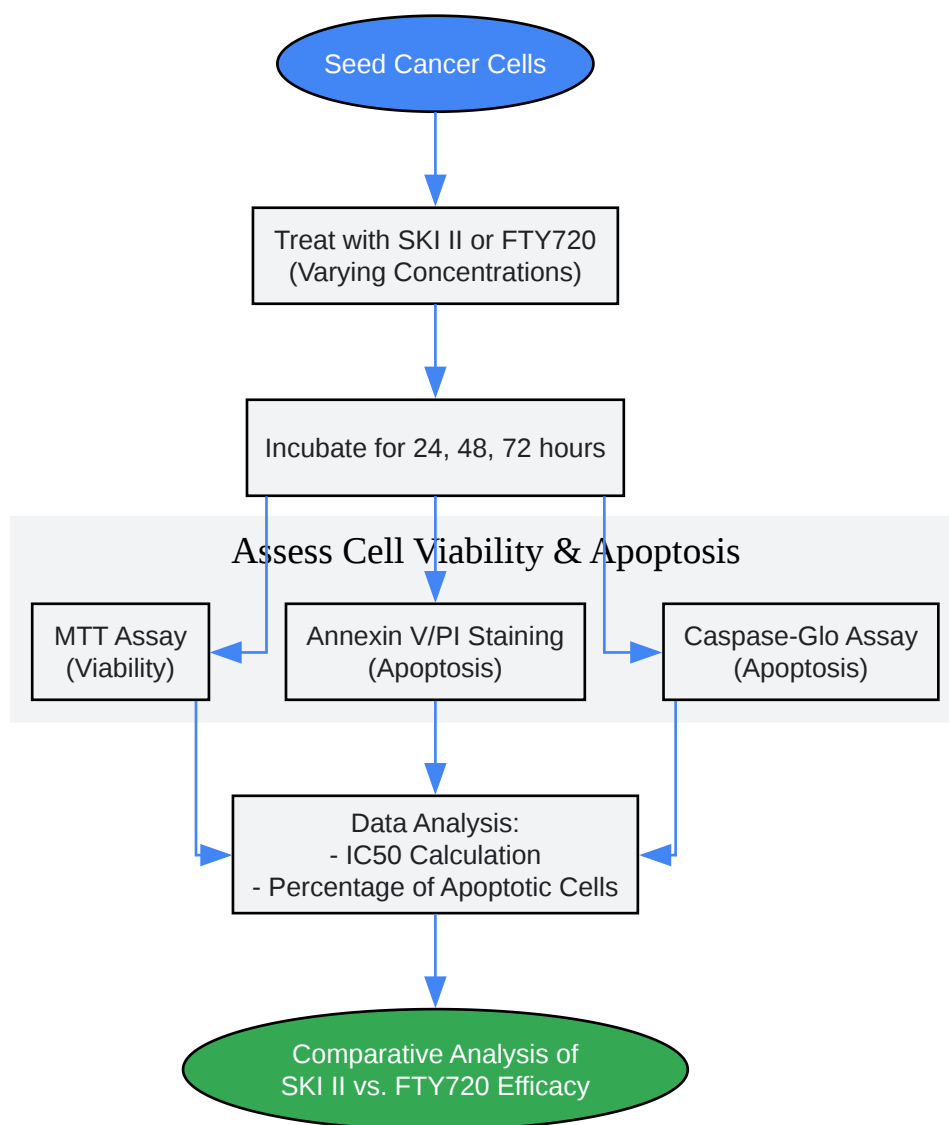 Seed Cancer Cells
Treat with SKI II or FTY720
(Varying Concentrations)
Incubate for 24, 48, 72 hours
Assess Cell Viability & Apoptosis
MTT Assay
(Viability)
Annexin V/PI Staining
(Apoptosis)
Caspase-Glo Assay
(Apoptosis)
Data Analysis:
- IC50 Calculation
- Percentage of Apoptotic Cells
Comparative Analysis of
SKI II vs. FTY720 Efficacy